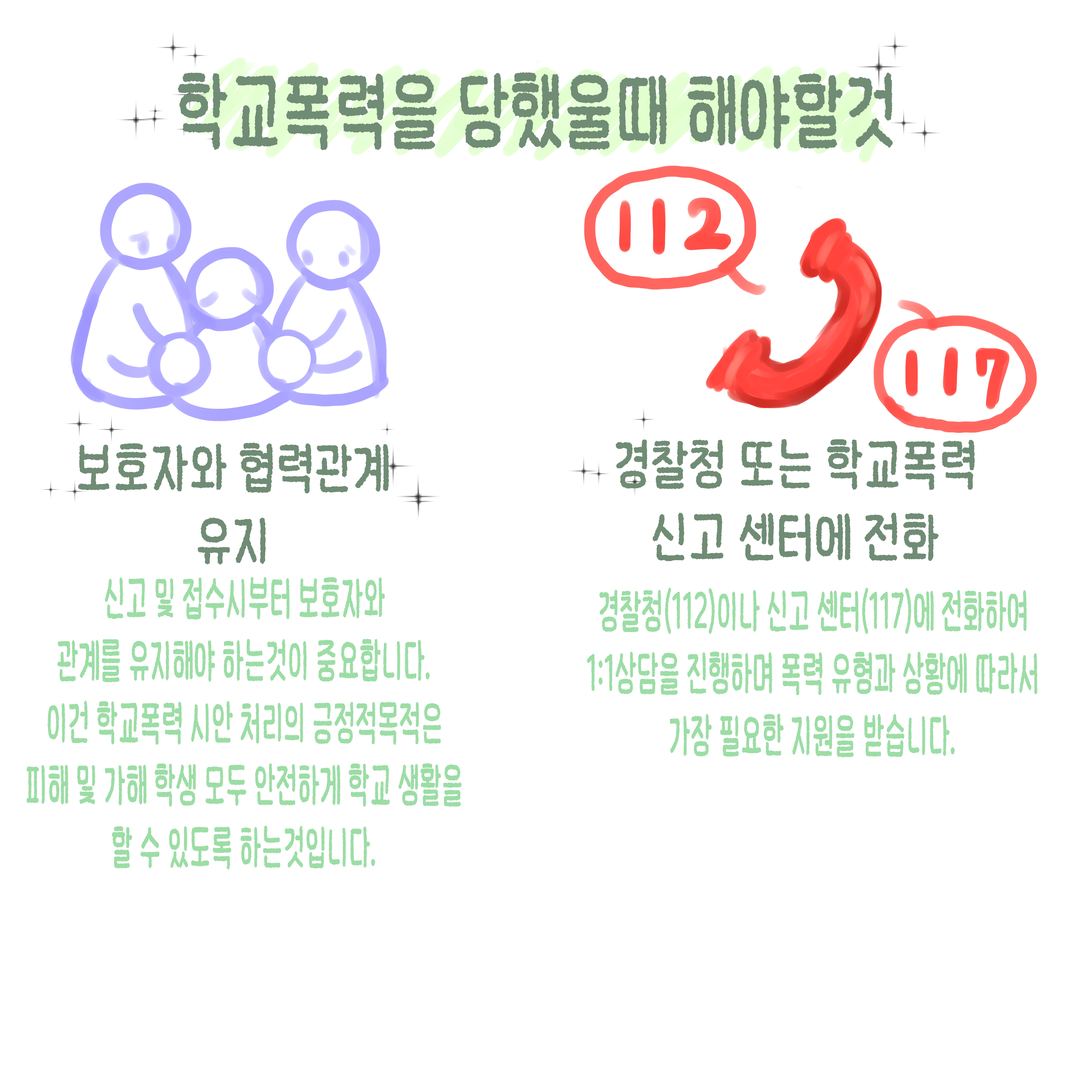 학교폭력을 당했울때 해야할것
112
117
보호자와 협력관계
유지
신고 및 접수시부터 보호자와
관계를 유지해야 하는것이 중요합니다.
이건 학교폭력 시안 처리의 긍정적목적은
피해 및 가해 학생 모두 안전하게 학교 생활을
할 수 있도록 하는것입니다.
경찰청 또는 학교폭력
신고 센터에 전화
경찰청(112)이나 신고 센터(117)에 전화하여
1:1상담을 진행하며 폭력 유형과 상황에 따라서
가장 필요한 지원을 받습니다.